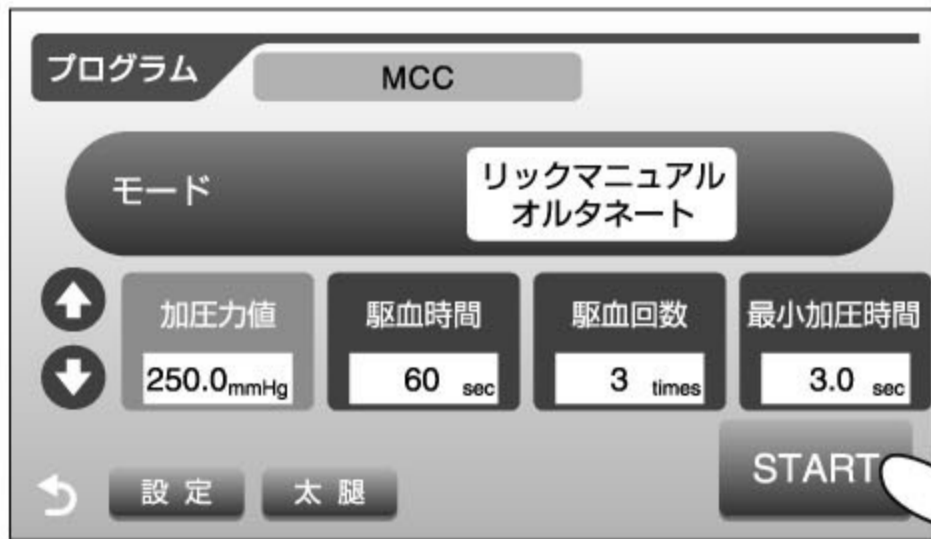 プログラム MCC
モード
リックマニュアル
オルタネート
加圧力値 駆血時間 駆血回数 最小加圧時間
250.0mmHg 60 sec 3 times 3.0 sec
設定 太腿 START